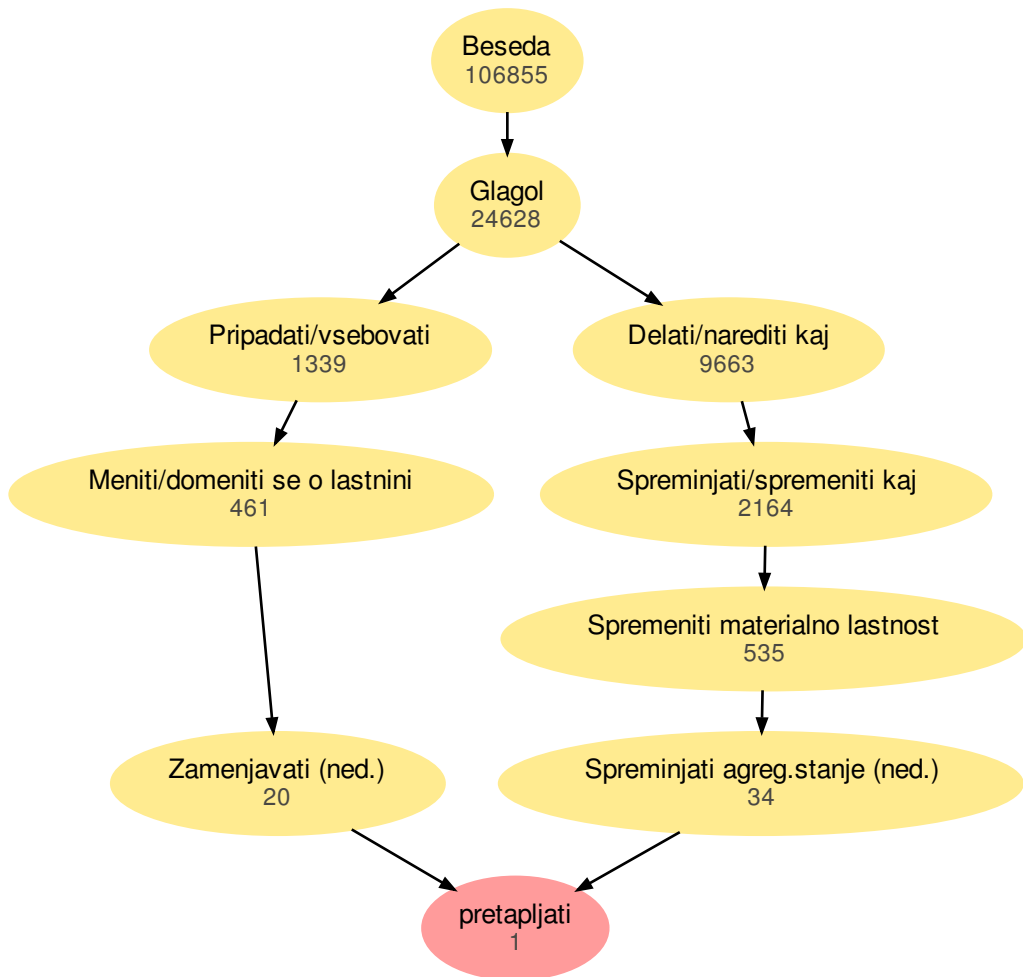 Beseda
106855
Glagol
24628
Pripadati/vsebovati
1339
Delati/narediti kaj
9663
Meniti/domeniti se o lastnini
461
Spreminjati/spremeniti kaj
2164
Spremeniti materialno lastnost
535
Zamenjavati (ned.)
20
Spreminjati agreg.stanje (ned.)
34
pretapljati
1